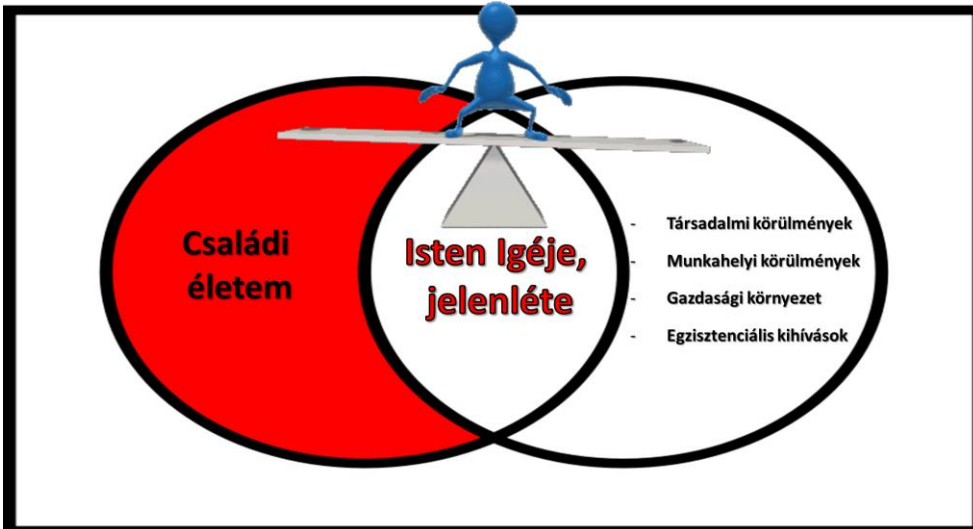 Családi
életem
Isten Igéje,
jelenléte
- Társadalmi körülmények
- Munkahelyi körülmények
- Gazdasági környezet
- Egzisztenciális kihívások